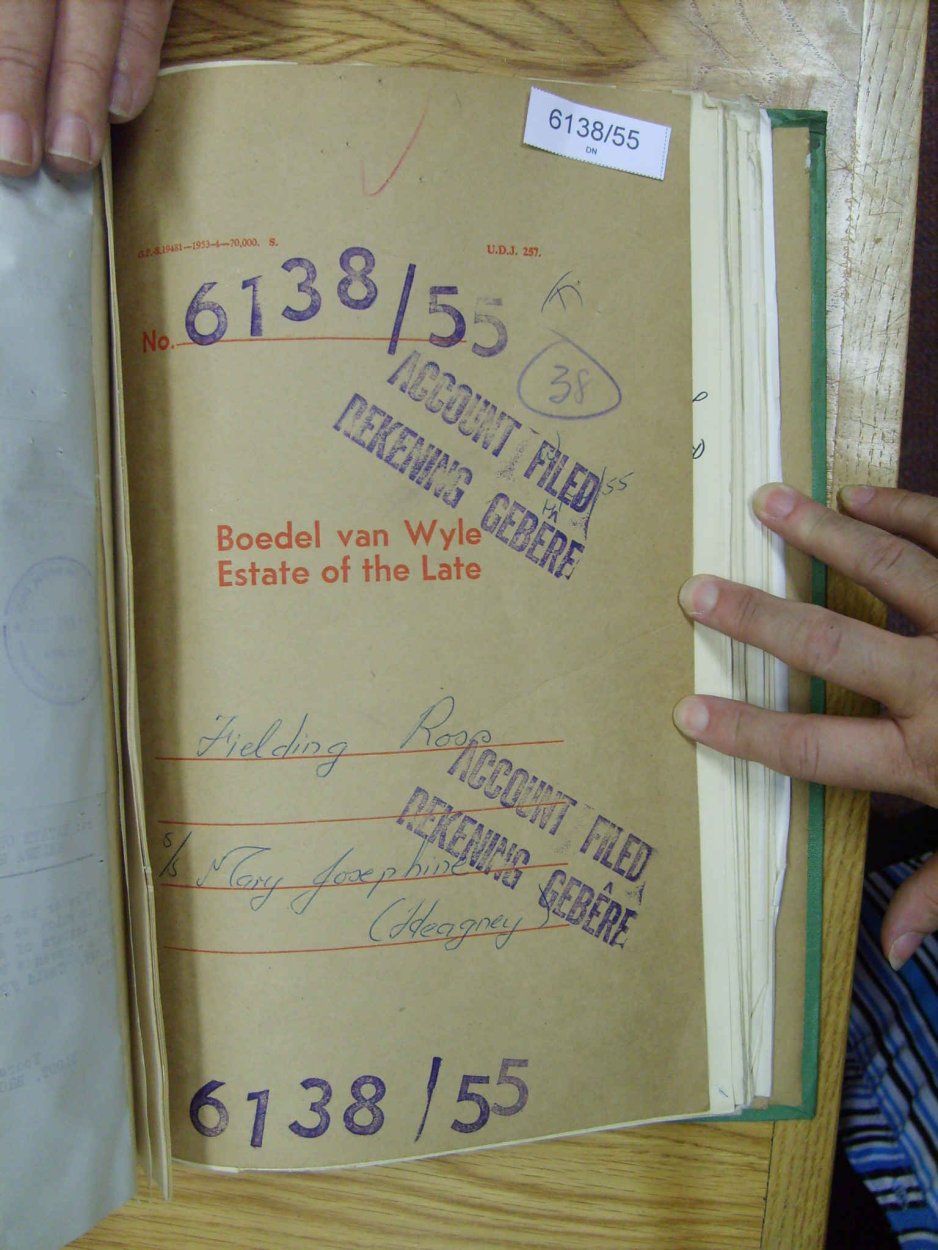 6138/55
DN
G.P.-S.19481—1953-4—70,000. S.
U.D.J. 257.
No. 6138/55
38
ACCOUNT FILED
REKENING GEBÊRE
Boedel van Wyle
Estate of the Late
Fielding Ross
ACCOUNT FILED
REKENING GEBÊRE
s/s Mary Josephine
(Heagney)
6138/55